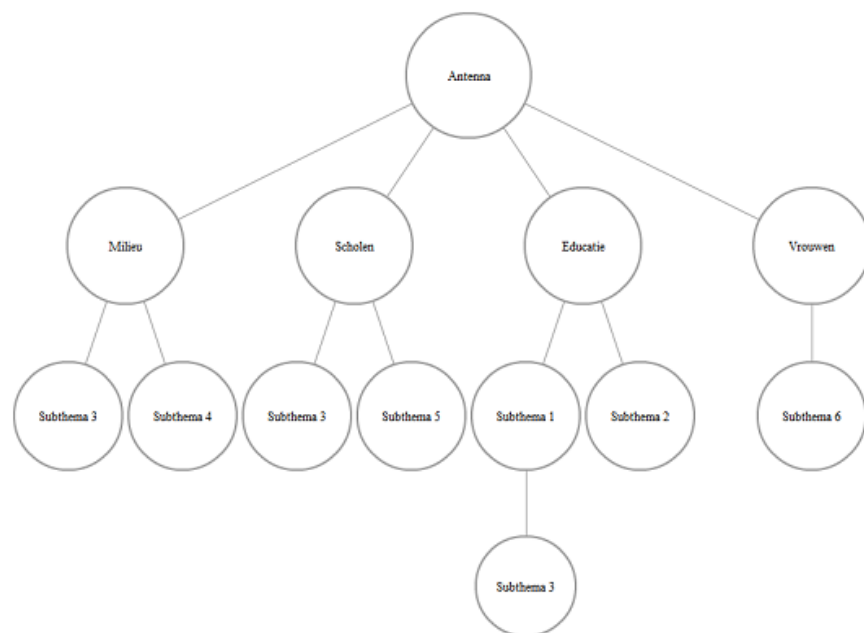 Antenna
Milieu
Scholen
Educatie
Vrouwen
Subthema 3
Subthema 4
Subthema 3
Subthema 5
Subthema 1
Subthema 2
Subthema 6
Subthema 3